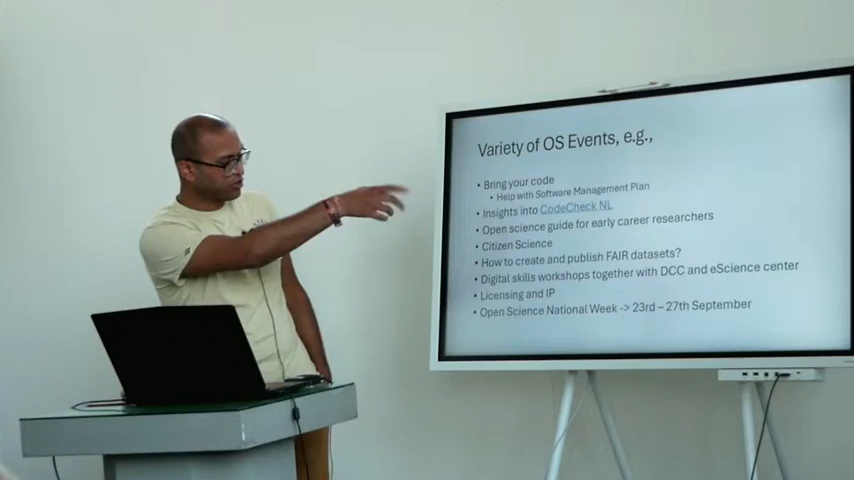 Variety of OS Events, e.g.,
• Bring your code
• Help with Software Management Plan
• Insights into CodeCheck NL
• Open science guide for early career researchers
• Citizen Science
• How to create and publish FAIR datasets?
• Digital skills workshops together with DCC and eScience center
• Licensing and IP
• Open Science National Week -> 23rd – 27th September